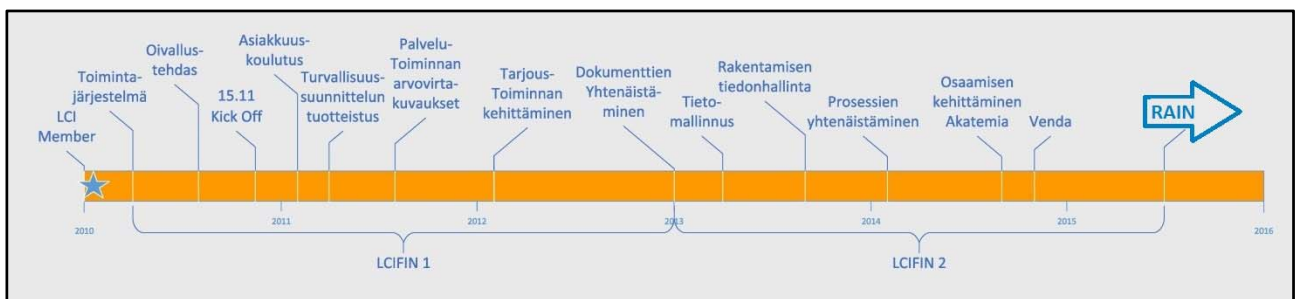 LCI
Member
Toiminta-
järjestelmä
Oivallus-
tehdas
15.11
Kick Off
Asiakkuus-
koulutus
Turvallisuus-
suunnittelun
tuotteistus
Palvelu-
Toiminnan
arvovirta-
kuvaukset
Tarjous-
Toiminnan
kehittäminen
Dokumenttien
Yhtenäistä-
minen
Tieto-
mallinnus
Rakentamisen
tiedonhallinta
Prosessien
yhtenäistäminen
Osaamisen
kehittäminen
Akatemia
Venda
RAIN
2010
2011
2012
2013
2014
2015
2016
LCIFIN 1
LCIFIN 2